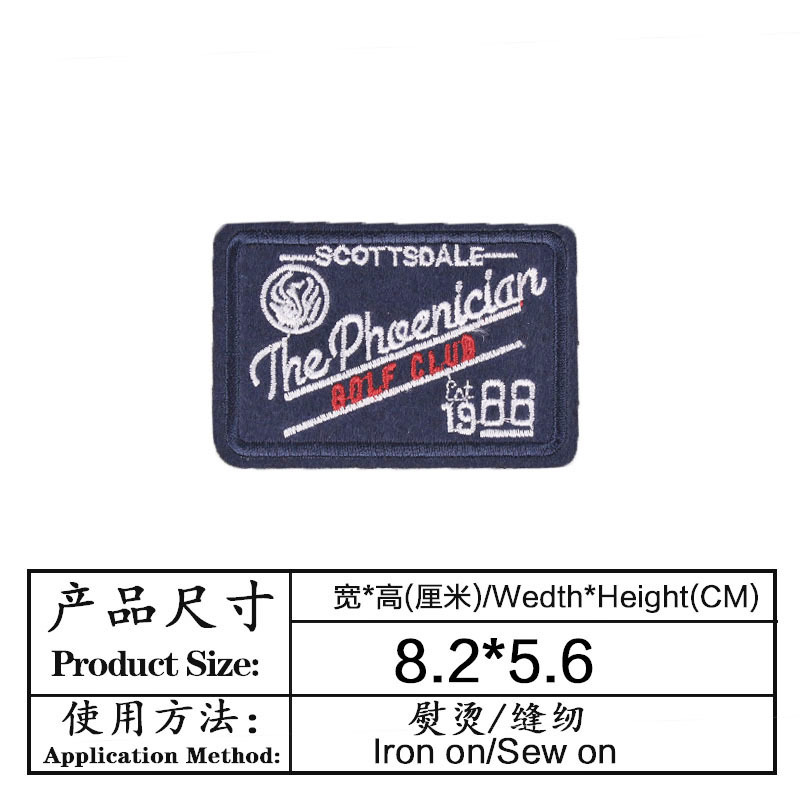 SCOTTSDALE
The Phoenician
GOLF CLUB
Est
1988
产品尺寸
Product Size:
宽*高(厘米)/Wedth*Height(CM)
8.2*5.6
使用方法:
Application Method:
熨烫/缝纫
Iron on/Sew on